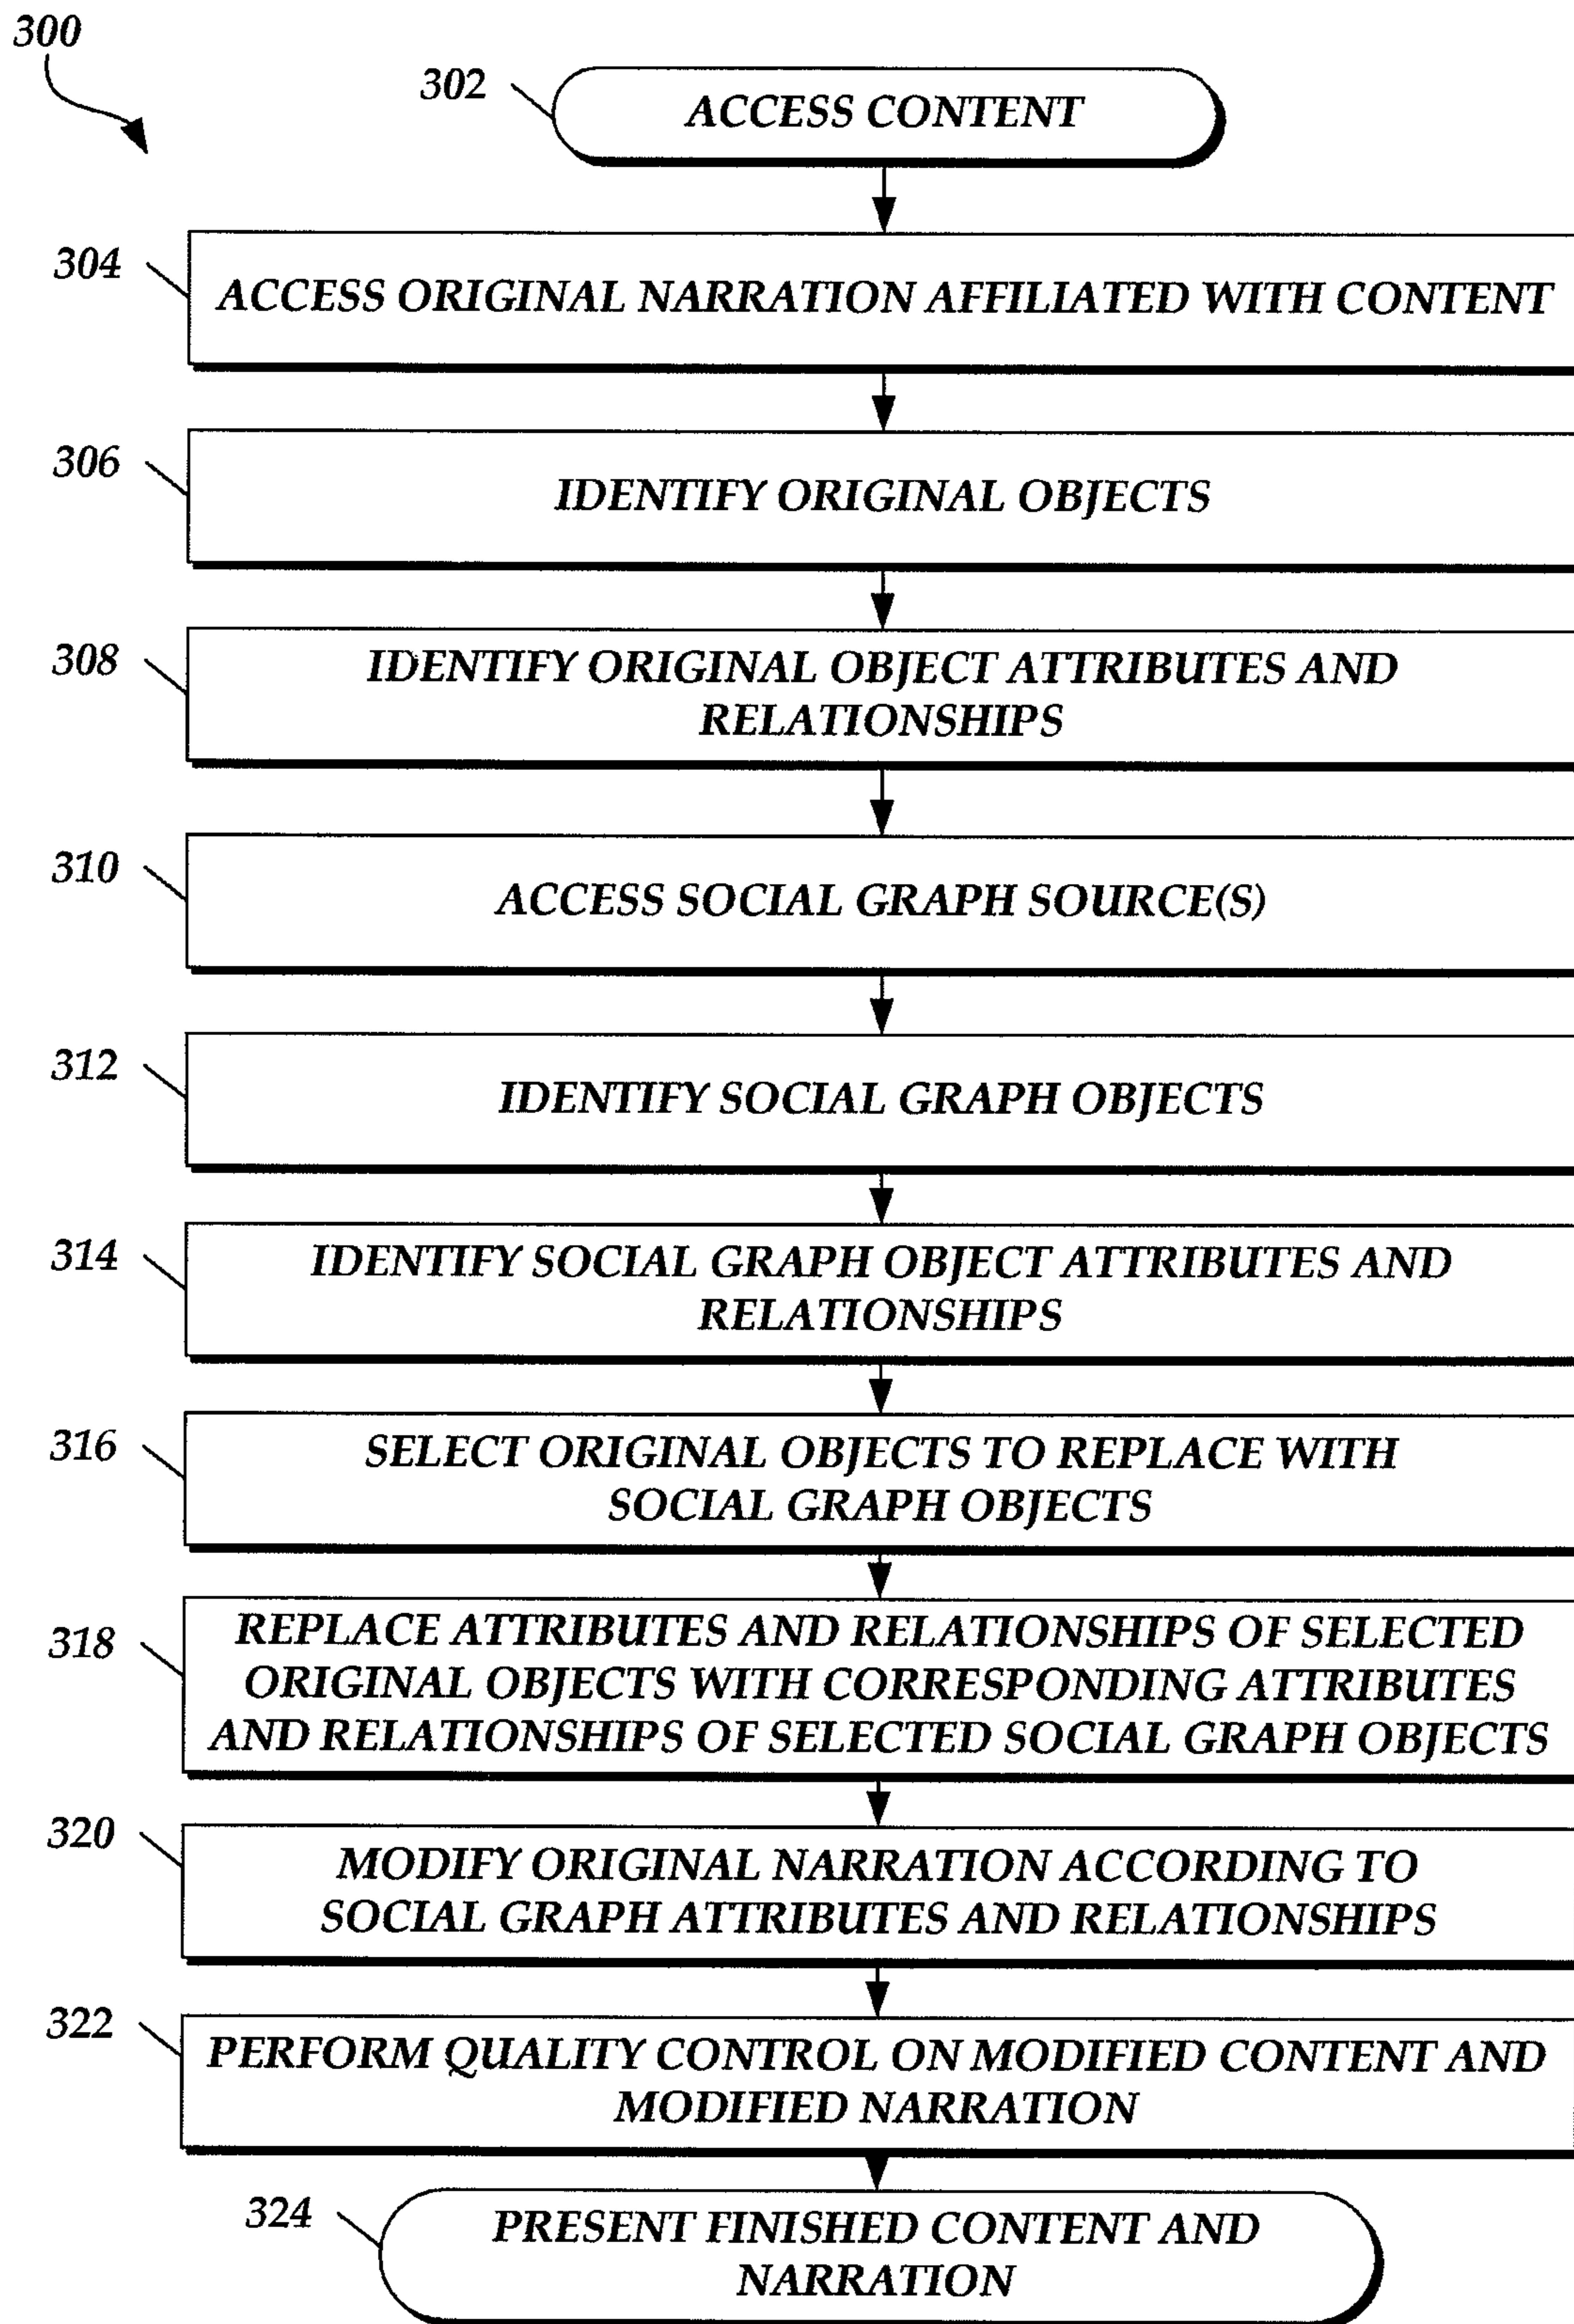 300
302
ACCESS CONTENT
304
ACCESS ORIGINAL NARRATION AFFILIATED WITH CONTENT
306
IDENTIFY ORIGINAL OBJECTS
308
IDENTIFY ORIGINAL OBJECT ATTRIBUTES AND
RELATIONSHIPS
310
ACCESS SOCIAL GRAPH SOURCE(S)
312
IDENTIFY SOCIAL GRAPH OBJECTS
314
IDENTIFY SOCIAL GRAPH OBJECT ATTRIBUTES AND
RELATIONSHIPS
316
SELECT ORIGINAL OBJECTS TO REPLACE WITH
SOCIAL GRAPH OBJECTS
318
REPLACE ATTRIBUTES AND RELATIONSHIPS OF SELECTED
ORIGINAL OBJECTS WITH CORRESPONDING ATTRIBUTES
AND RELATIONSHIPS OF SELECTED SOCIAL GRAPH OBJECTS
320
MODIFY ORIGINAL NARRATION ACCORDING TO
SOCIAL GRAPH ATTRIBUTES AND RELATIONSHIPS
322
PERFORM QUALITY CONTROL ON MODIFIED CONTENT AND
MODIFIED NARRATION
324
PRESENT FINISHED CONTENT AND
NARRATION